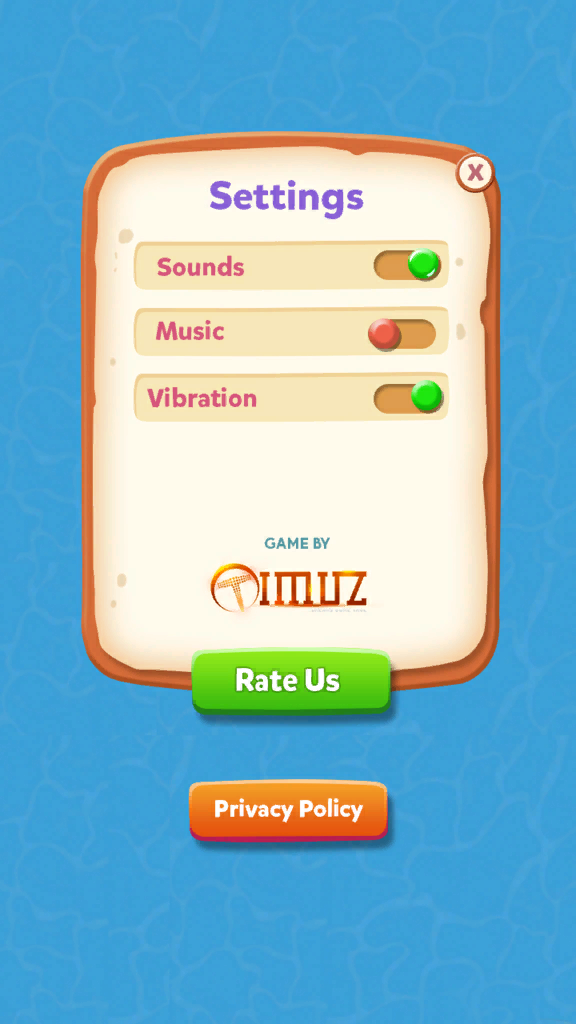 X
Settings
Sounds
Music
Vibration
GAME BY
TIMUZ
Rate Us
Privacy Policy